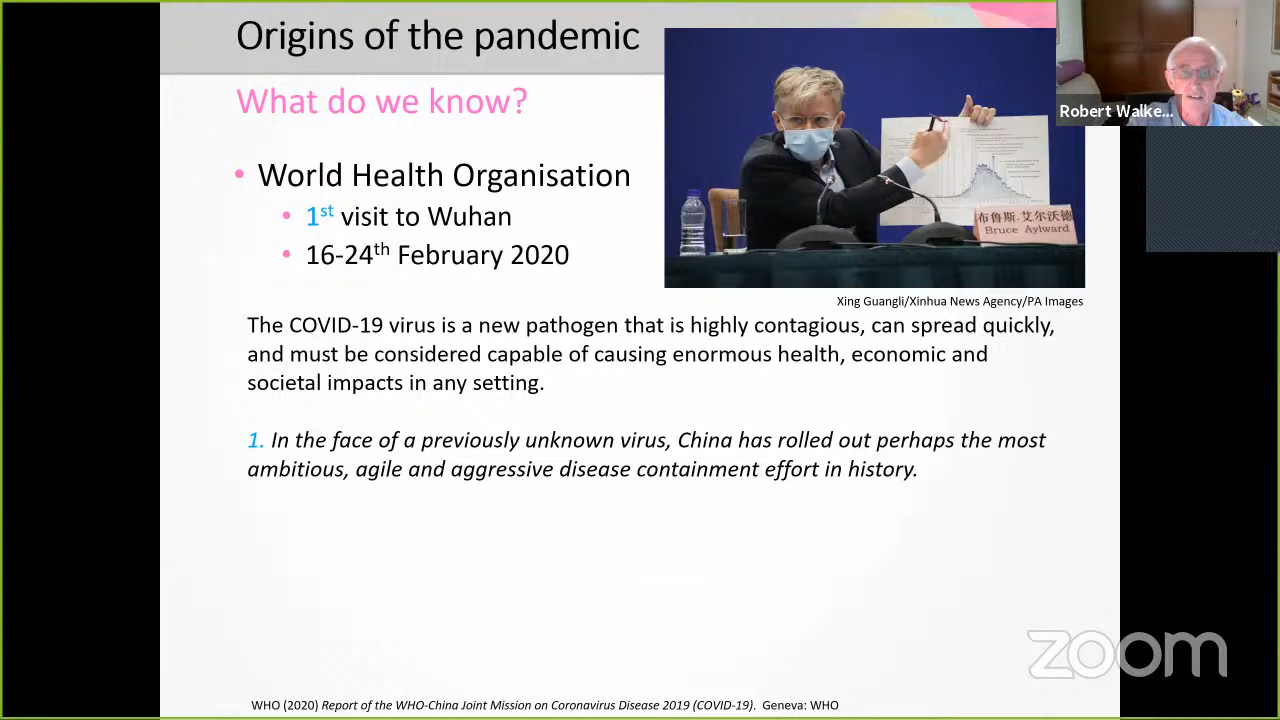 Origins of the pandemic
What do we know?
Robert Walke...
• World Health Organisation
• 1st visit to Wuhan
• 16-24th February 2020
布鲁斯·艾尔沃德
Bruce Aylward
Xing Guangli/Xinhua News Agency/PA Images
The COVID-19 virus is a new pathogen that is highly contagious, can spread quickly,
and must be considered capable of causing enormous health, economic and
societal impacts in any setting.
1. In the face of a previously unknown virus, China has rolled out perhaps the most
ambitious, agile and aggressive disease containment effort in history.
zoom
WHO (2020) Report of the WHO-China Joint Mission on Coronavirus Disease 2019 (COVID-19). Geneva: WHO